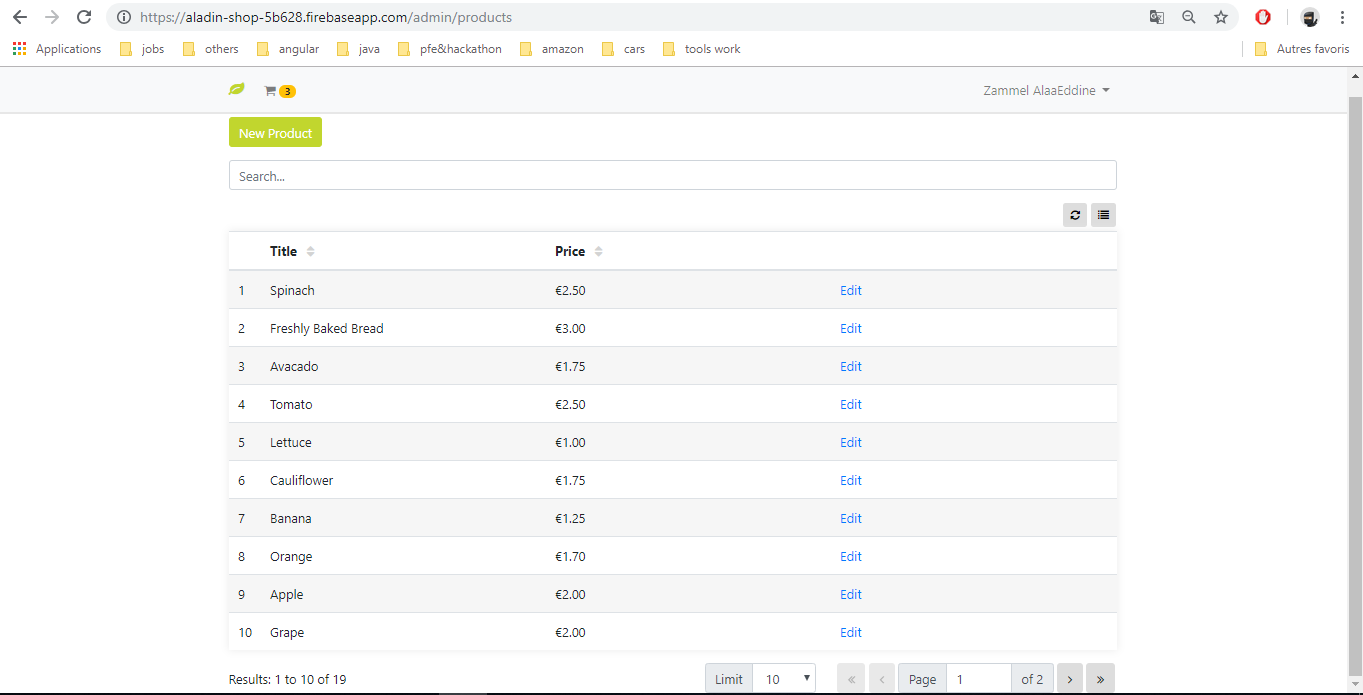 https://aladin-shop-5b628.firebaseapp.com/admin/products
Applications jobs others angular java pfe&hackathon amazon cars tools work Autres favoris
3 Zammel AlaaEddine
New Product
Search...
Title Price
1 Spinach €2.50 Edit
2 Freshly Baked Bread €3.00 Edit
3 Avacado €1.75 Edit
4 Tomato €2.50 Edit
5 Lettuce €1.00 Edit
6 Cauliflower €1.75 Edit
7 Banana €1.25 Edit
8 Orange €1.70 Edit
9 Apple €2.00 Edit
10 Grape €2.00 Edit
Results: 1 to 10 of 19 Limit 10 « ‹ Page 1 of 2 › »